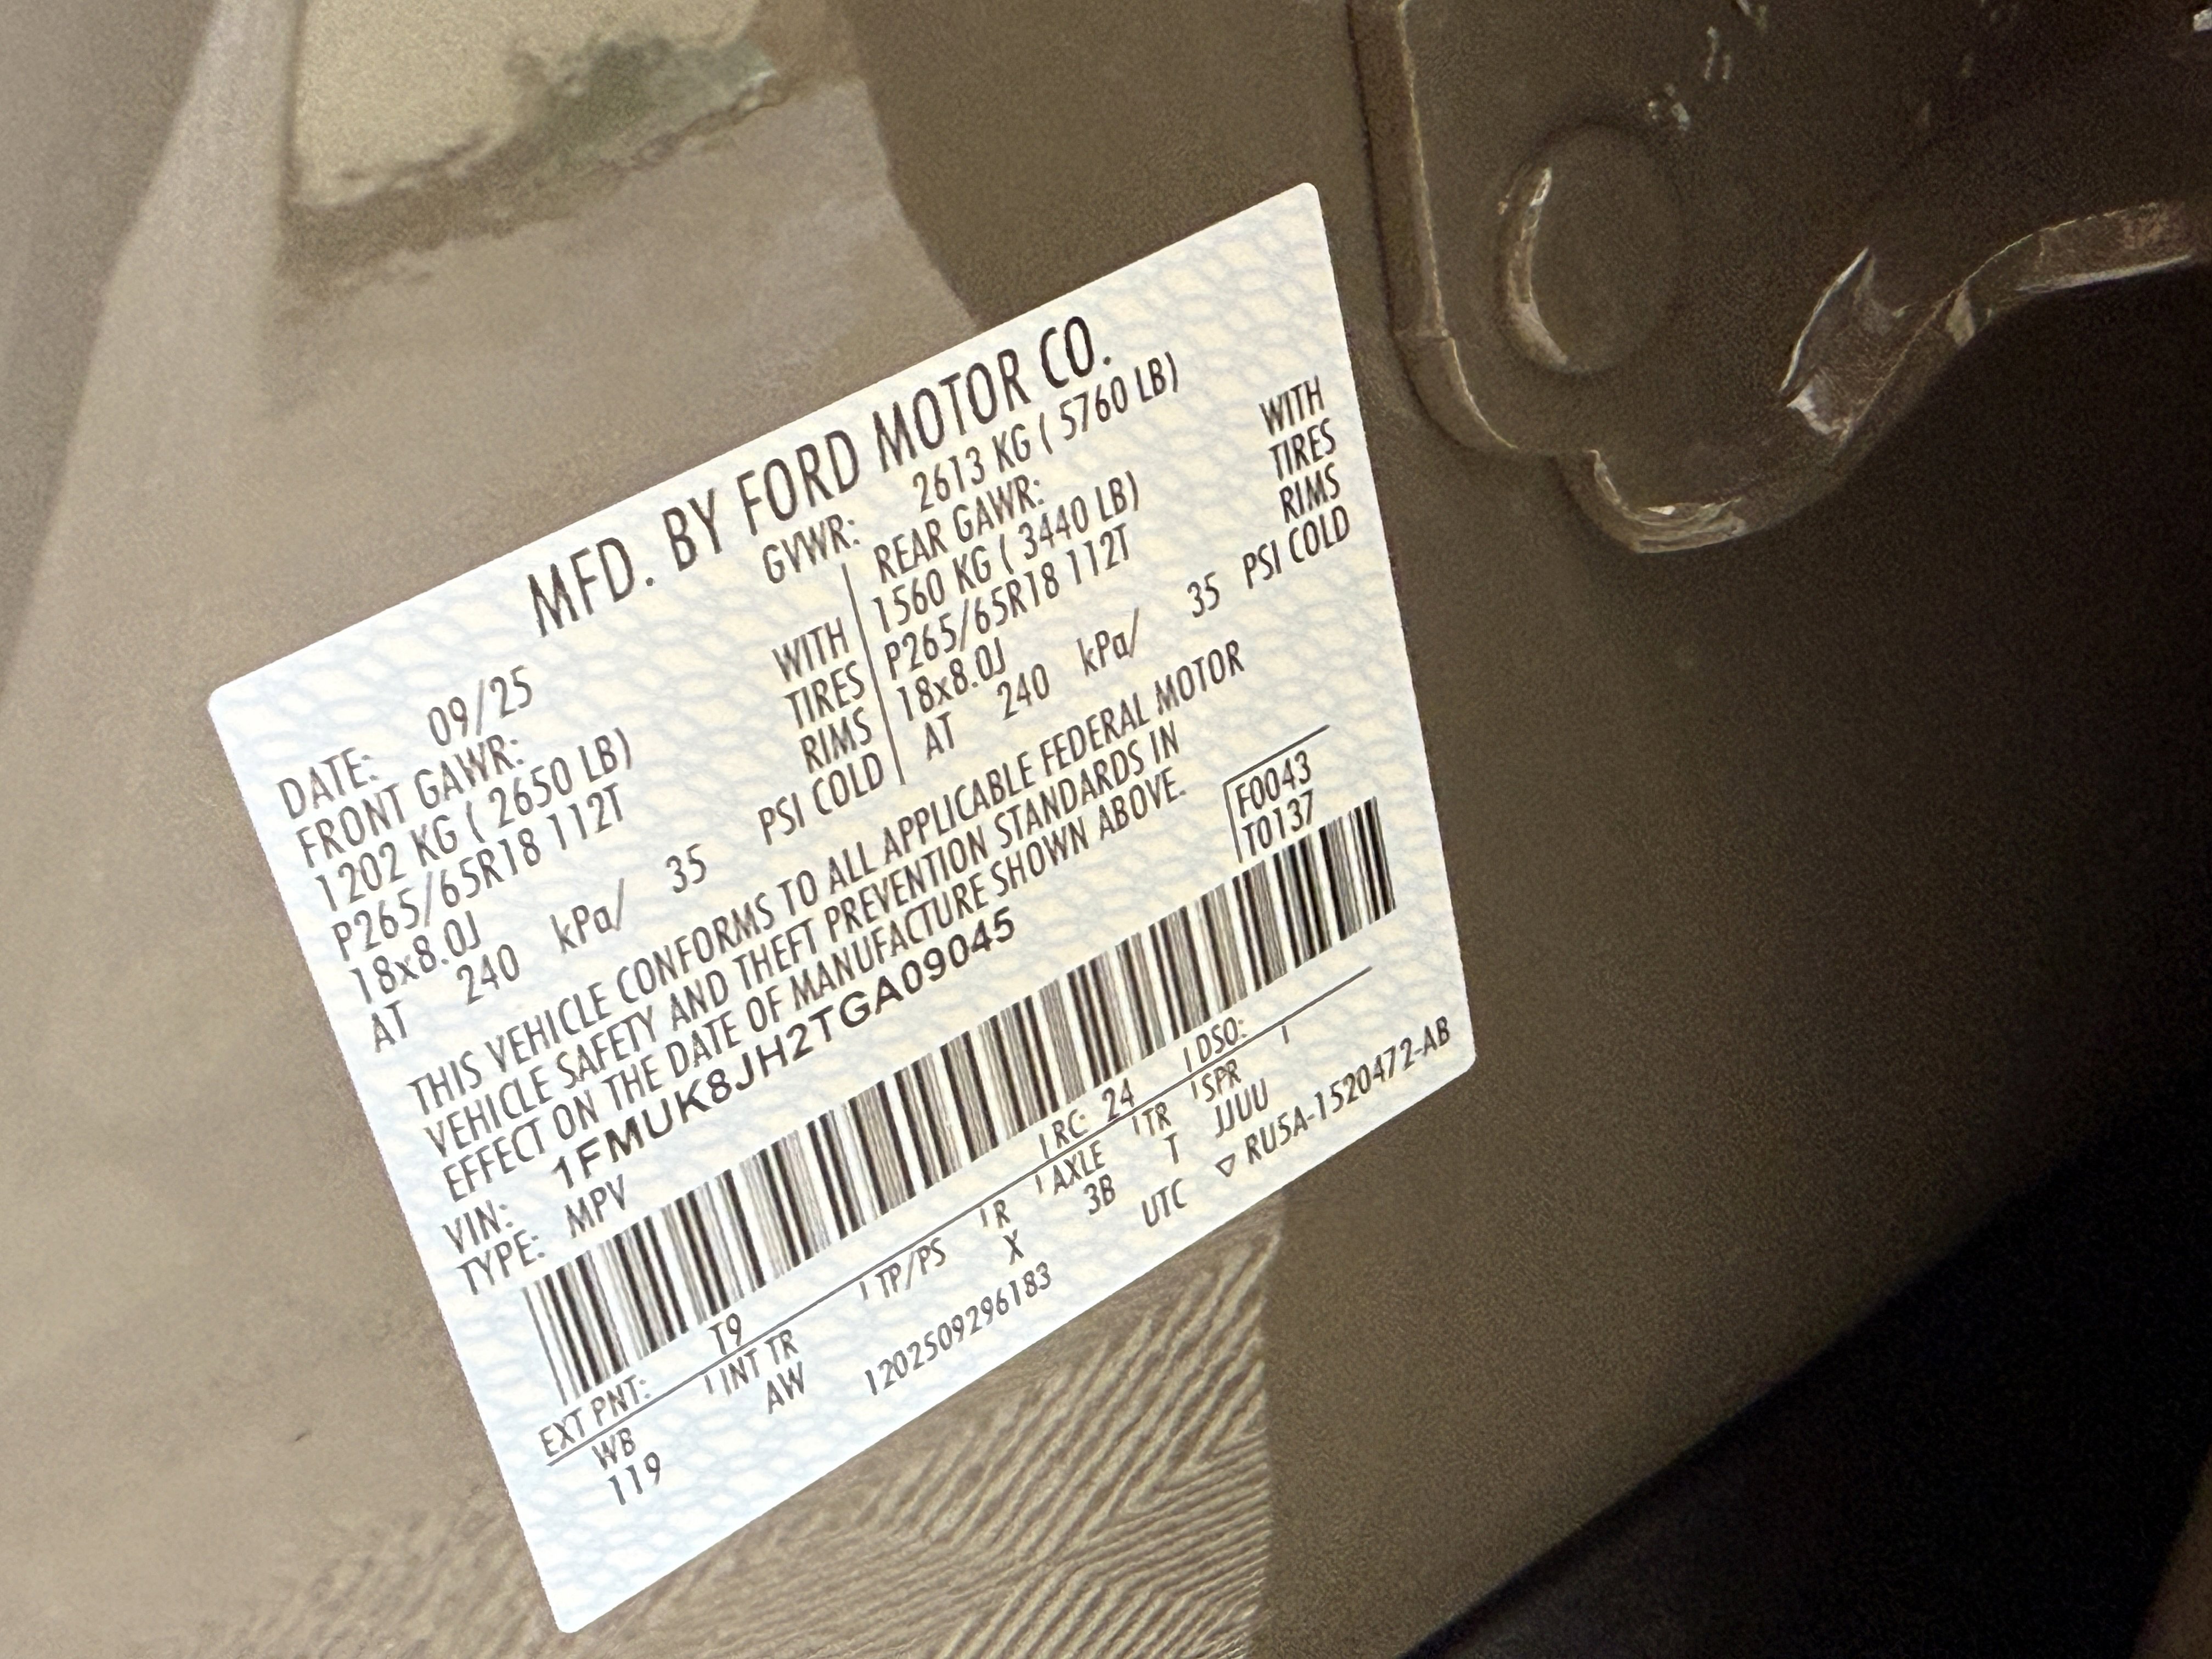 MFD. BY FORD MOTOR CO.
DATE: 09/25 GVWR: 2613 KG ( 5760 LB)
FRONT GAWR: REAR GAWR:
1202 KG ( 2650 LB) WITH 1560 KG ( 3440 LB) WITH
P265/65R18 112T TIRES P265/65R18 112T TIRES
18x8.0J RIMS 18x8.0J RIMS
AT 240 kPa/ 35 PSI COLD AT 240 kPa/ 35 PSI COLD
THIS VEHICLE CONFORMS TO ALL APPLICABLE FEDERAL MOTOR
VEHICLE SAFETY AND THEFT PREVENTION STANDARDS IN
EFFECT ON THE DATE OF MANUFACTURE SHOWN ABOVE.
VIN: 1FMUK8JH2TGA09045 F0043
TYPE: MPV T0137
EXT PNT: T9 RC: 24 DSO:
WB INT TR TP/PS R AXLE TR SPR
119 AW X 3B T JJUU
1202509296183 UTC ▽ RU5A-1520472-AB